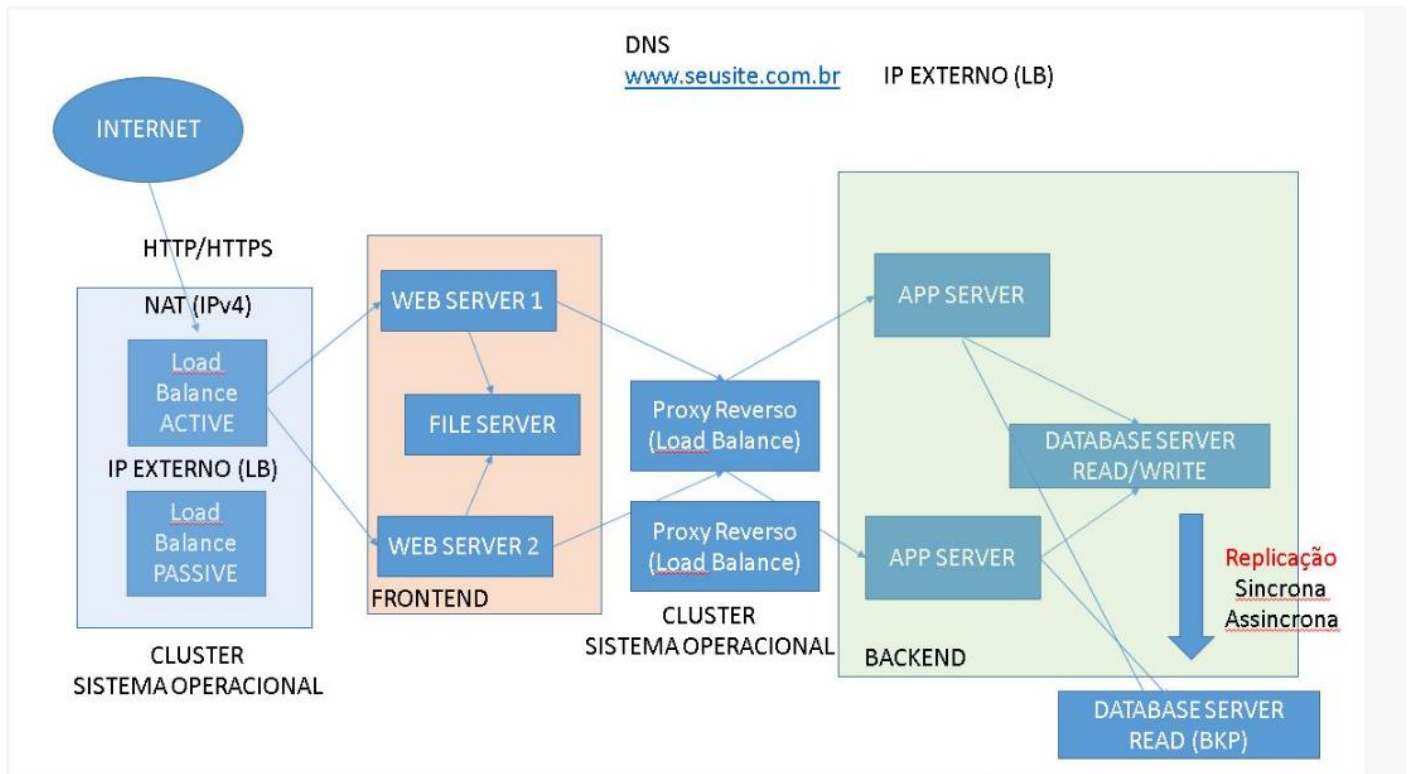 DNS
www.seusite.com.br IP EXTERNO (LB)
INTERNET
HTTP/HTTPS
NAT (IPv4)
Load
Balance
ACTIVE
IP EXTERNO (LB)
Load
Balance
PASSIVE
CLUSTER
SISTEMA OPERACIONAL
WEB SERVER 1
FILE SERVER
WEB SERVER 2
FRONTEND
Proxy Reverso
(Load Balance)
Proxy Reverso
(Load Balance)
CLUSTER
SISTEMA OPERACIONAL
APP SERVER
DATABASE SERVER
READ/WRITE
APP SERVER
BACKEND
Replicação
Sincrona
Assincrona
DATABASE SERVER
READ (BKP)